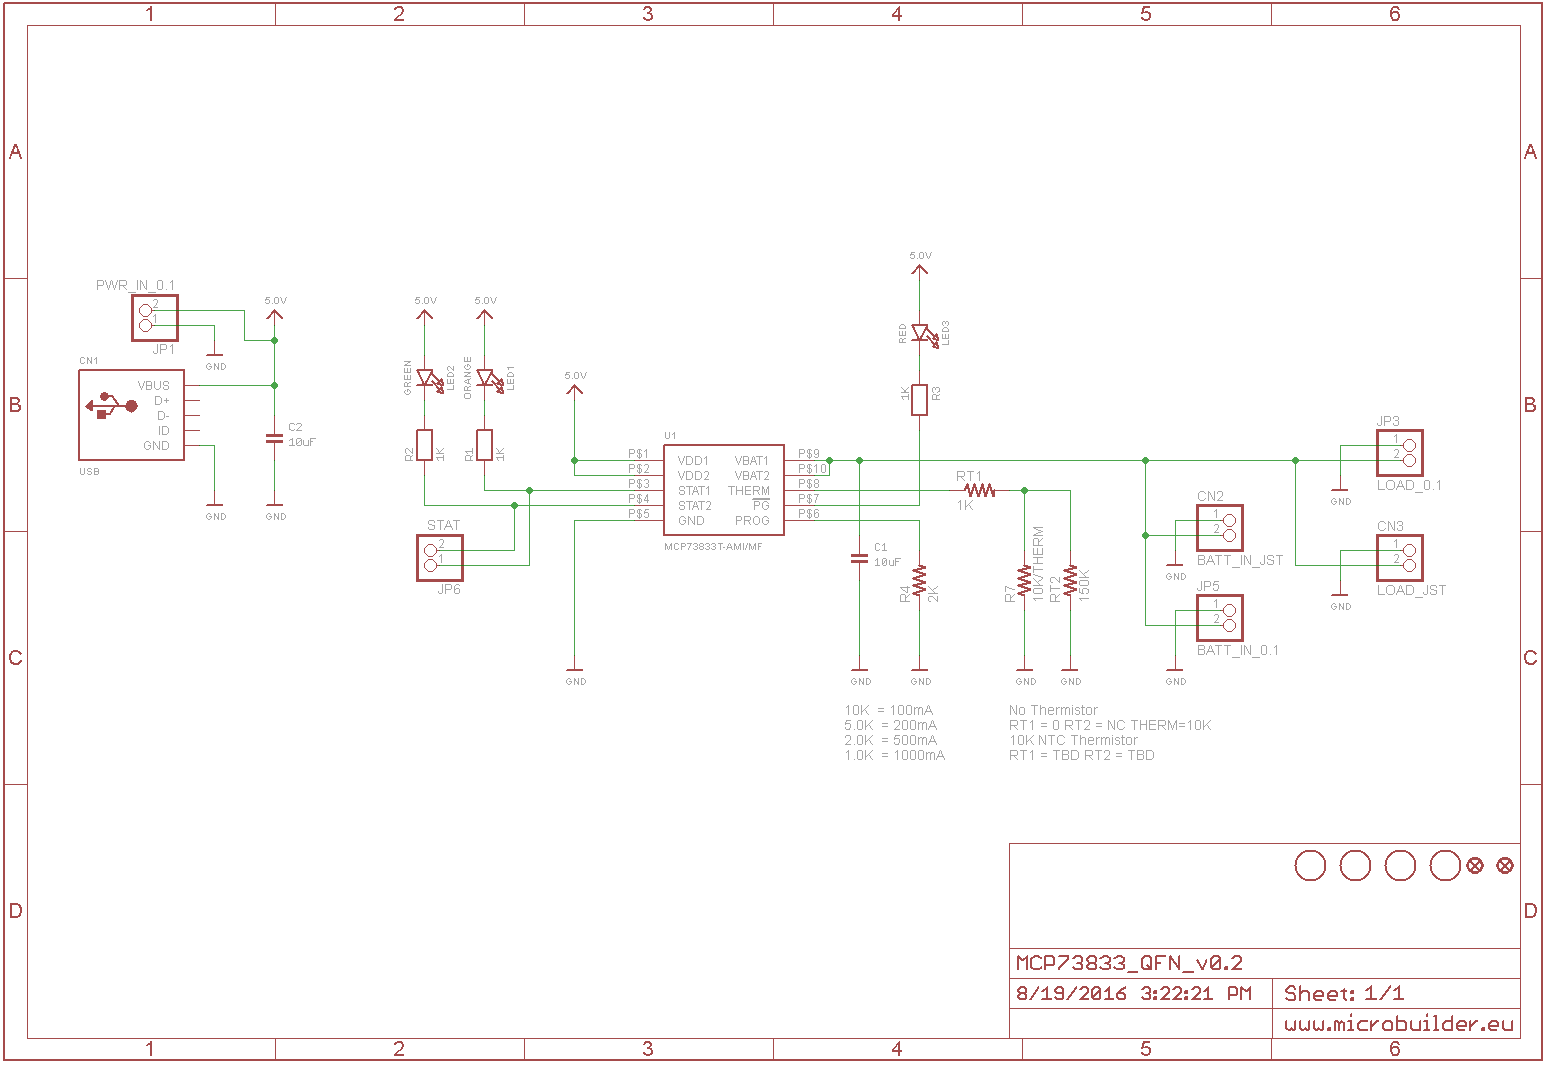 1 2 3 4 5 6
A A
B B
C C
D D
PWR_IN_0.1
2
1
JP1
GND
CN1
VBUS
D+
D-
ID
GND
USB
GND
5.0V
C2
10uF
GND
5.0V
GREEN
LED2
R2
1K
5.0V
ORANGE
LED1
R1
1K
STAT
2
1
JP6
5.0V
GND
U1
P$1 VDD1 VBAT1 P$9
P$2 VDD2 VBAT2 P$10
P$3 STAT1 THERM P$8
P$4 STAT2 PG P$7
P$5 GND PROG P$6
MCP73833T-AMI/MF
5.0V
RED
LED3
1K
R3
RT1
1K
C1
10uF
GND
R4
2K
GND
R7
10K/THERM
GND
RT2
150K
GND
CN2
1
2
BATT_IN_JST
GND
JP5
1
2
BATT_IN_0.1
GND
JP3
1
2
LOAD_0.1
GND
CN3
1
2
LOAD_JST
GND
10K = 100mA
5.0K = 200mA
2.0K = 500mA
1.0K = 1000mA
No Thermistor
RT1 = 0 RT2 = NC THERM=10K
10K NTC Thermistor
RT1 = TBD RT2 = TBD
MCP73833_QFN_v0.2
8/19/2016 3:22:21 PM
Sheet: 1/1
www.microbuilder.eu
1 2 3 4 5 6